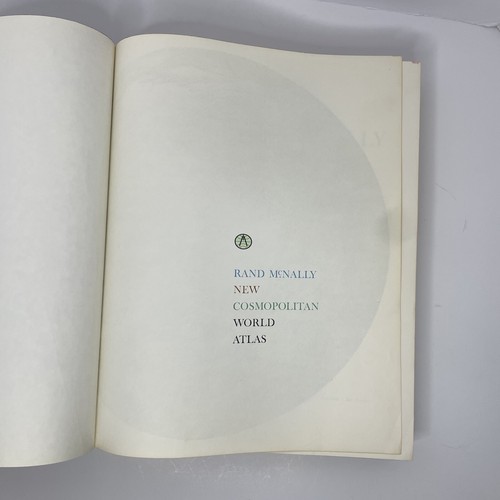 RAND McNALLY
NEW
COSMOPOLITAN
WORLD
ATLAS